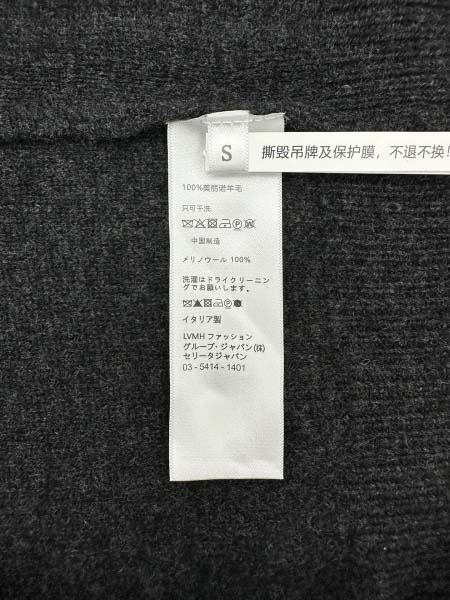 S
撕毁吊牌及保护膜，不退不换！
100%美丽诺羊毛
只可干洗
中国制造
メリノウール 100%
洗濯はドライクリーニング
でお願いします。
イタリア製
LVMH ファッション
グループ・ジャパン(株)
セリータジャパン
03 - 5414 - 1401